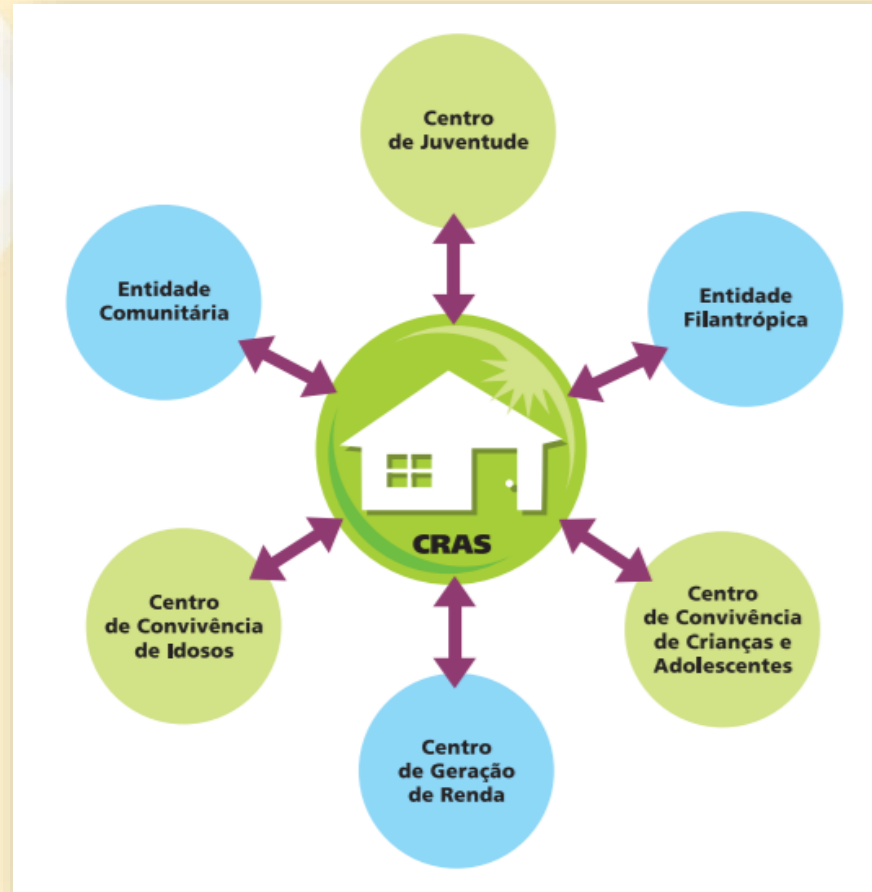 Centro
de Juventude
Entidade
Comunitária
Entidade
Filantrópica
CRAS
Centro
de Convivência
de Idosos
Centro
de Convivência
de Crianças e
Adolescentes
Centro
de Geração
de Renda